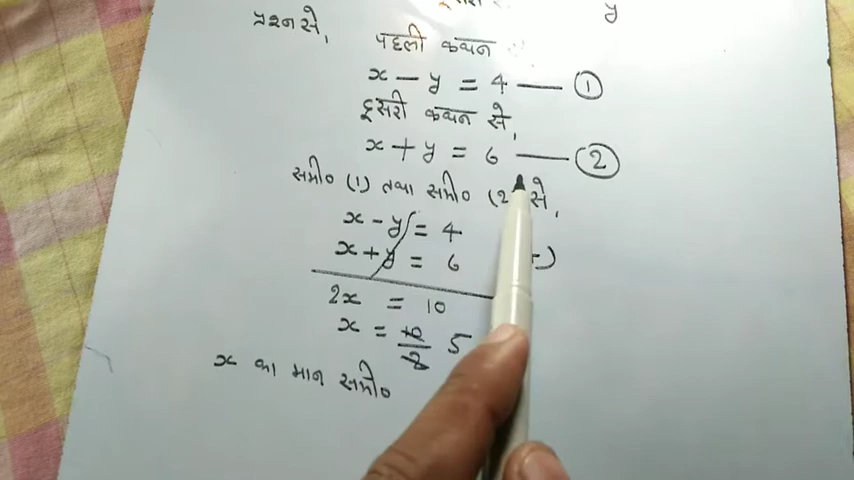 y
प्रश्न से,
पहली कथन
x – y = 4 — ①
दूसरी कथन से,
x + y = 6 — ②
समी० (1) तथा समी० (2 से,
x – y = 4
x + y = 6
2x = 10
x = 10/2 5
x का मान समी०